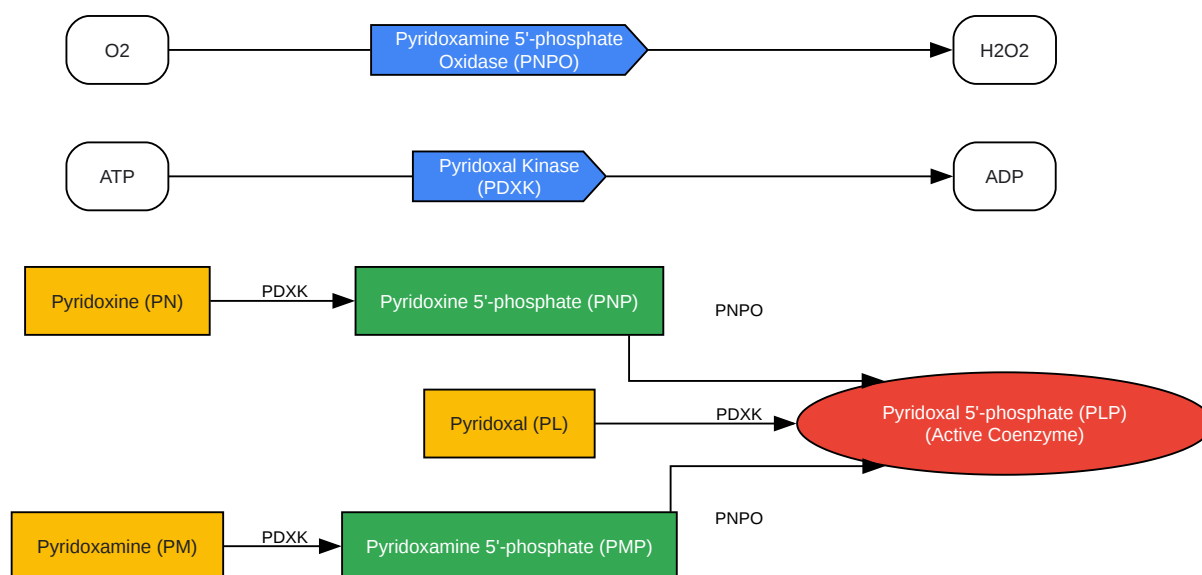 O2
Pyridoxamine 5'-phosphate
Oxidase (PNPO)
H2O2
ATP
Pyridoxal Kinase
(PDXK)
ADP
Pyridoxine (PN)
PDXK
Pyridoxine 5'-phosphate (PNP)
PNPO
Pyridoxal (PL)
PDXK
Pyridoxal 5'-phosphate (PLP)
(Active Coenzyme)
Pyridoxamine (PM)
PDXK
Pyridoxamine 5'-phosphate (PMP)
PNPO